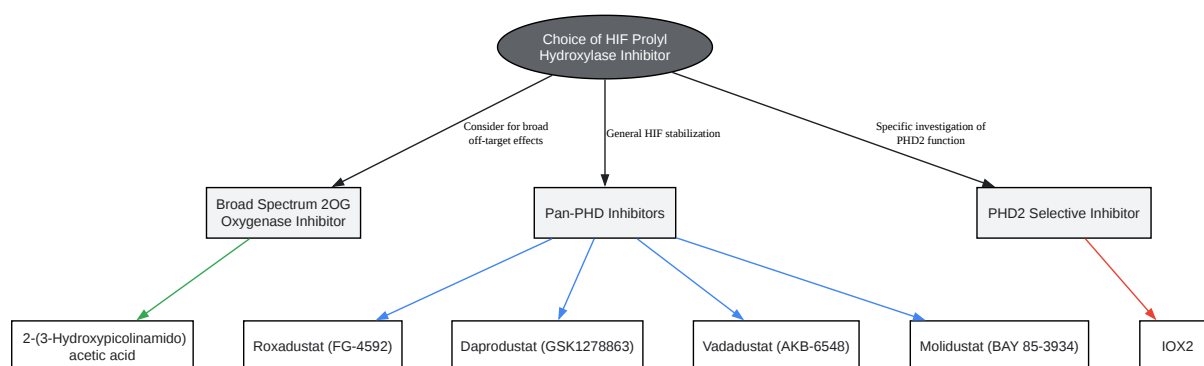 Choice of HIF Prolyl
Hydroxylase Inhibitor
Consider for broad
off-target effects
General HIF stabilization
Specific investigation of
PHD2 function
Broad Spectrum 2OG
Oxygenase Inhibitor
Pan-PHD Inhibitors
PHD2 Selective Inhibitor
2-(3-Hydroxypicolinamido)
acetic acid
Roxadustat (FG-4592)
Daprodustat (GSK1278863)
Vadadustat (AKB-6548)
Molidustat (BAY 85-3934)
IOX2